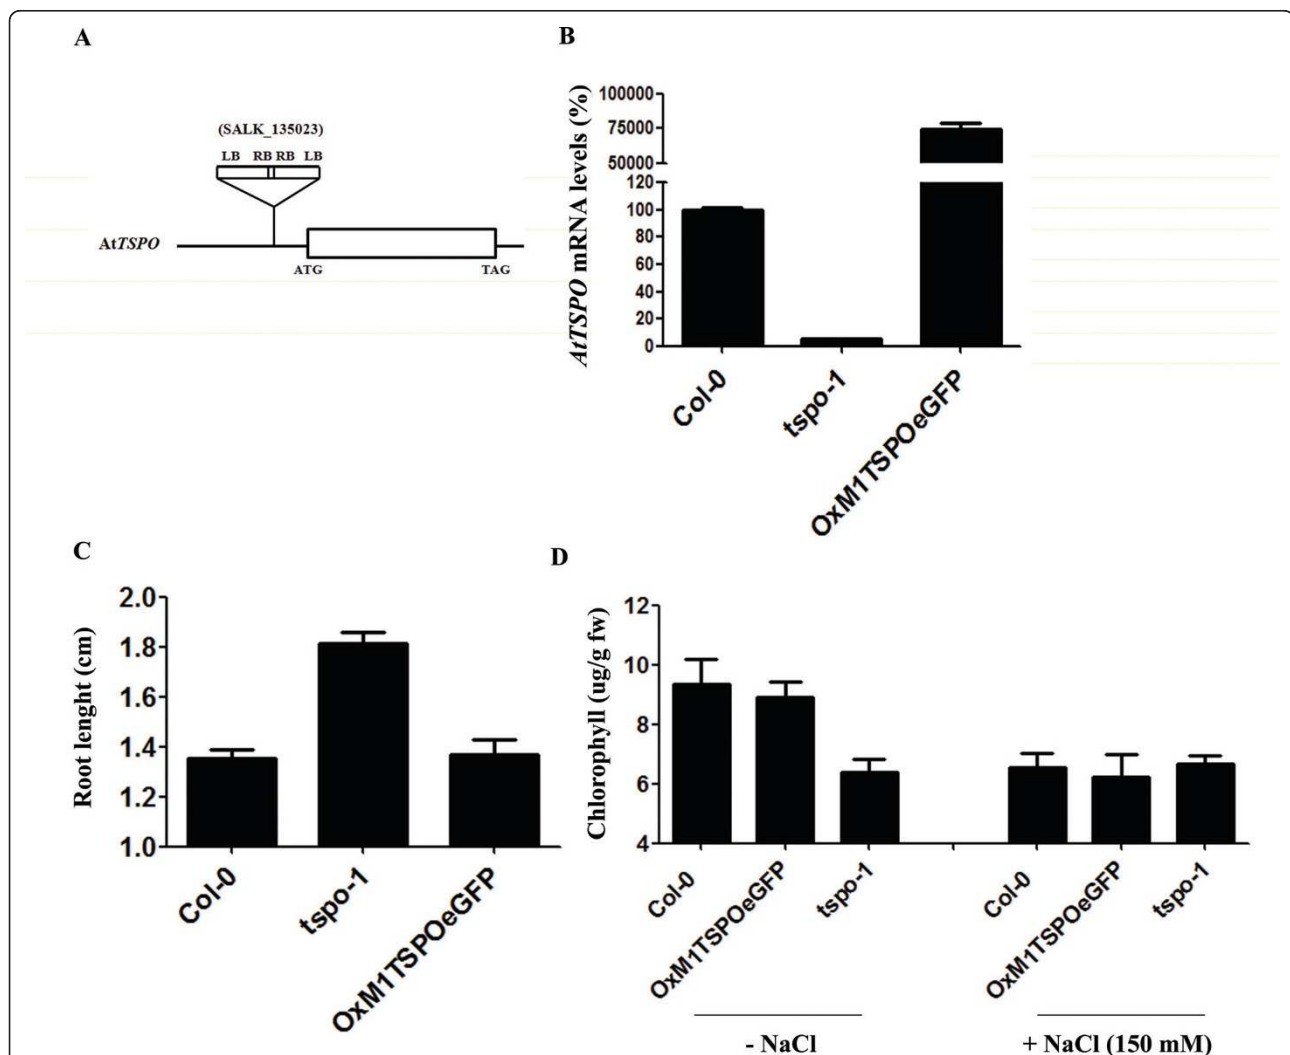 A
(SALK_135023)
LB RB RB LB
AtTSPO
ATG TAG
B
AtTSPO mRNA levels (%)
100000
75000
50000
120
100
80
60
40
20
0
Col-0
tspo-1
OxM1TSPOeGFP
C
Root lenght (cm)
2.0
1.8
1.6
1.4
1.2
1.0
Col-0
tspo-1
OxM1TSPOeGFP
D
Chlorophyll (ug/g fw)
12
10
8
6
4
Col-0
OxM1TSPOeGFP
tspo-1
Col-0
OxM1TSPOeGFP
tspo-1
- NaCl
+ NaCl (150 mM)